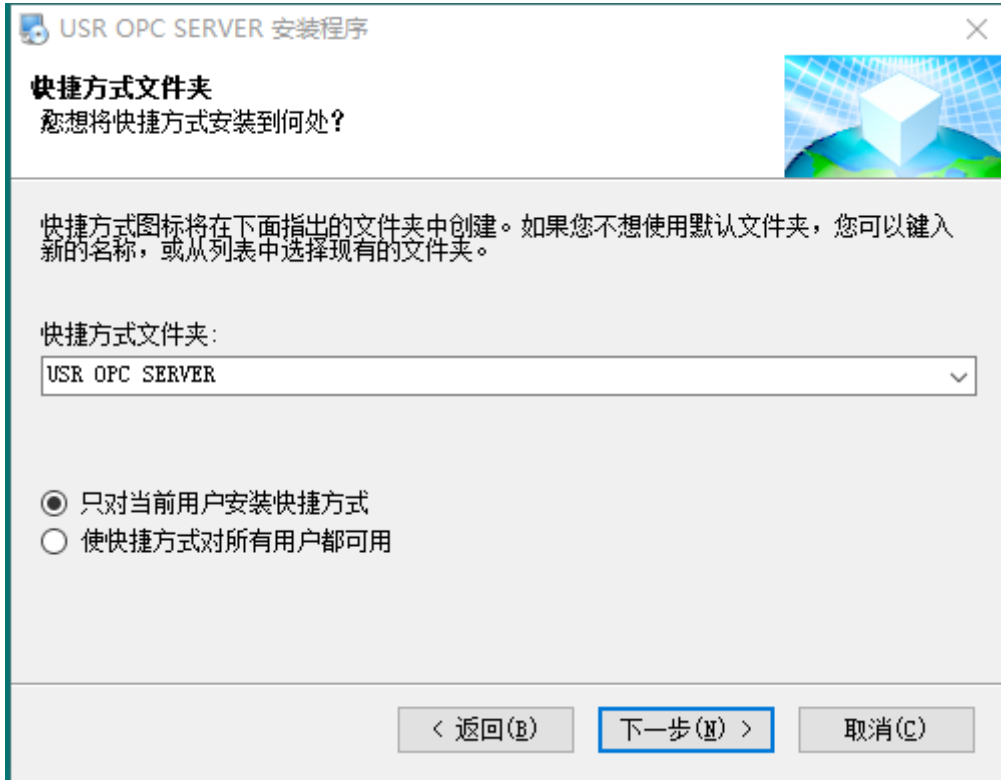 USR OPC SERVER 安装程序
快捷方式文件夹
您想将快捷方式安装到何处?
快捷方式图标将在下面指出的文件夹中创建。如果您不想使用默认文件夹，您可以键入
新的名称，或从列表中选择现有的文件夹。
快捷方式文件夹:
USR OPC SERVER
只对当前用户安装快捷方式
使快捷方式对所有用户都可用
< 返回(B)
下一步(N) >
取消(C)